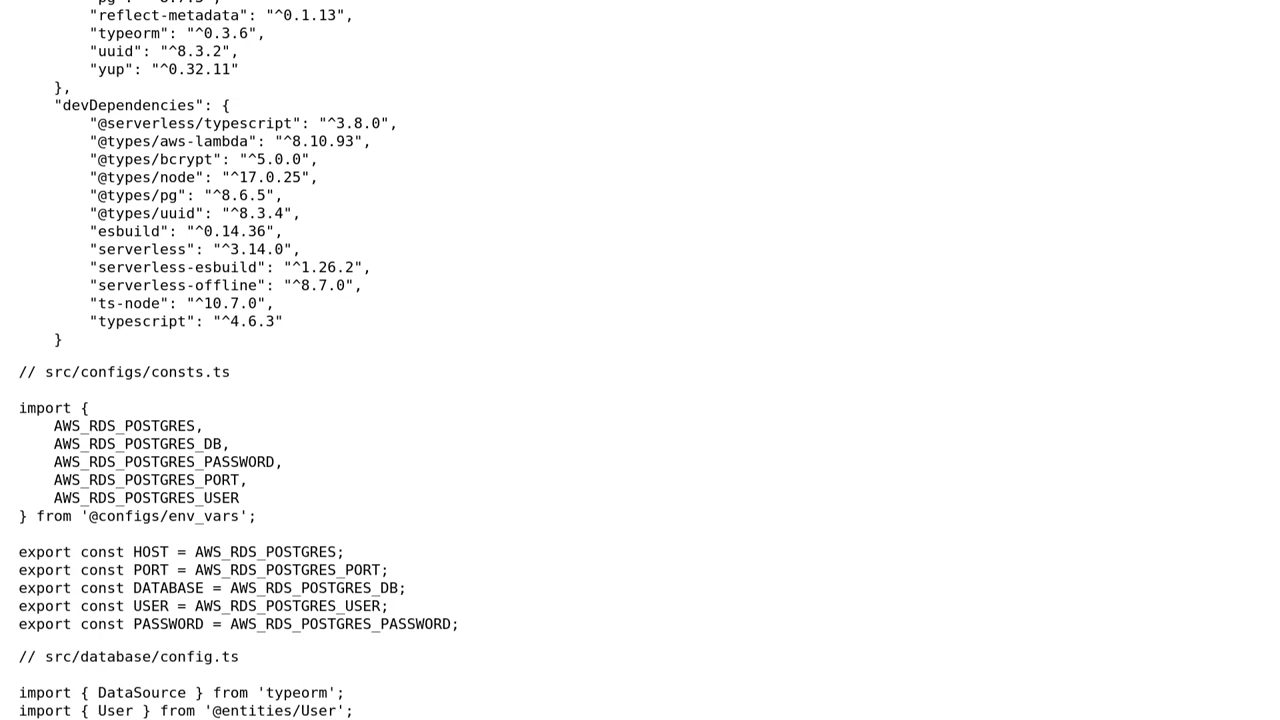 "reflect-metadata": "^0.1.13",
"typeorm": "^0.3.6",
"uuid": "^8.3.2",
"yup": "^0.32.11"
},
"devDependencies": {
"@serverless/typescript": "^3.8.0",
"@types/aws-lambda": "^8.10.93",
"@types/bcrypt": "^5.0.0",
"@types/node": "^17.0.25",
"@types/pg": "^8.6.5",
"@types/uuid": "^8.3.4",
"esbuild": "^0.14.36",
"serverless": "^3.14.0",
"serverless-esbuild": "^1.26.2",
"serverless-offline": "^8.7.0",
"ts-node": "^10.7.0",
"typescript": "^4.6.3"
}
// src/configs/consts.ts
import {
AWS_RDS_POSTGRES,
AWS_RDS_POSTGRES_DB,
AWS_RDS_POSTGRES_PASSWORD,
AWS_RDS_POSTGRES_PORT,
AWS_RDS_POSTGRES_USER
} from '@configs/env_vars';
export const HOST = AWS_RDS_POSTGRES;
export const PORT = AWS_RDS_POSTGRES_PORT;
export const DATABASE = AWS_RDS_POSTGRES_DB;
export const USER = AWS_RDS_POSTGRES_USER;
export const PASSWORD = AWS_RDS_POSTGRES_PASSWORD;
// src/database/config.ts
import { DataSource } from 'typeorm';
import { User } from '@entities/User';